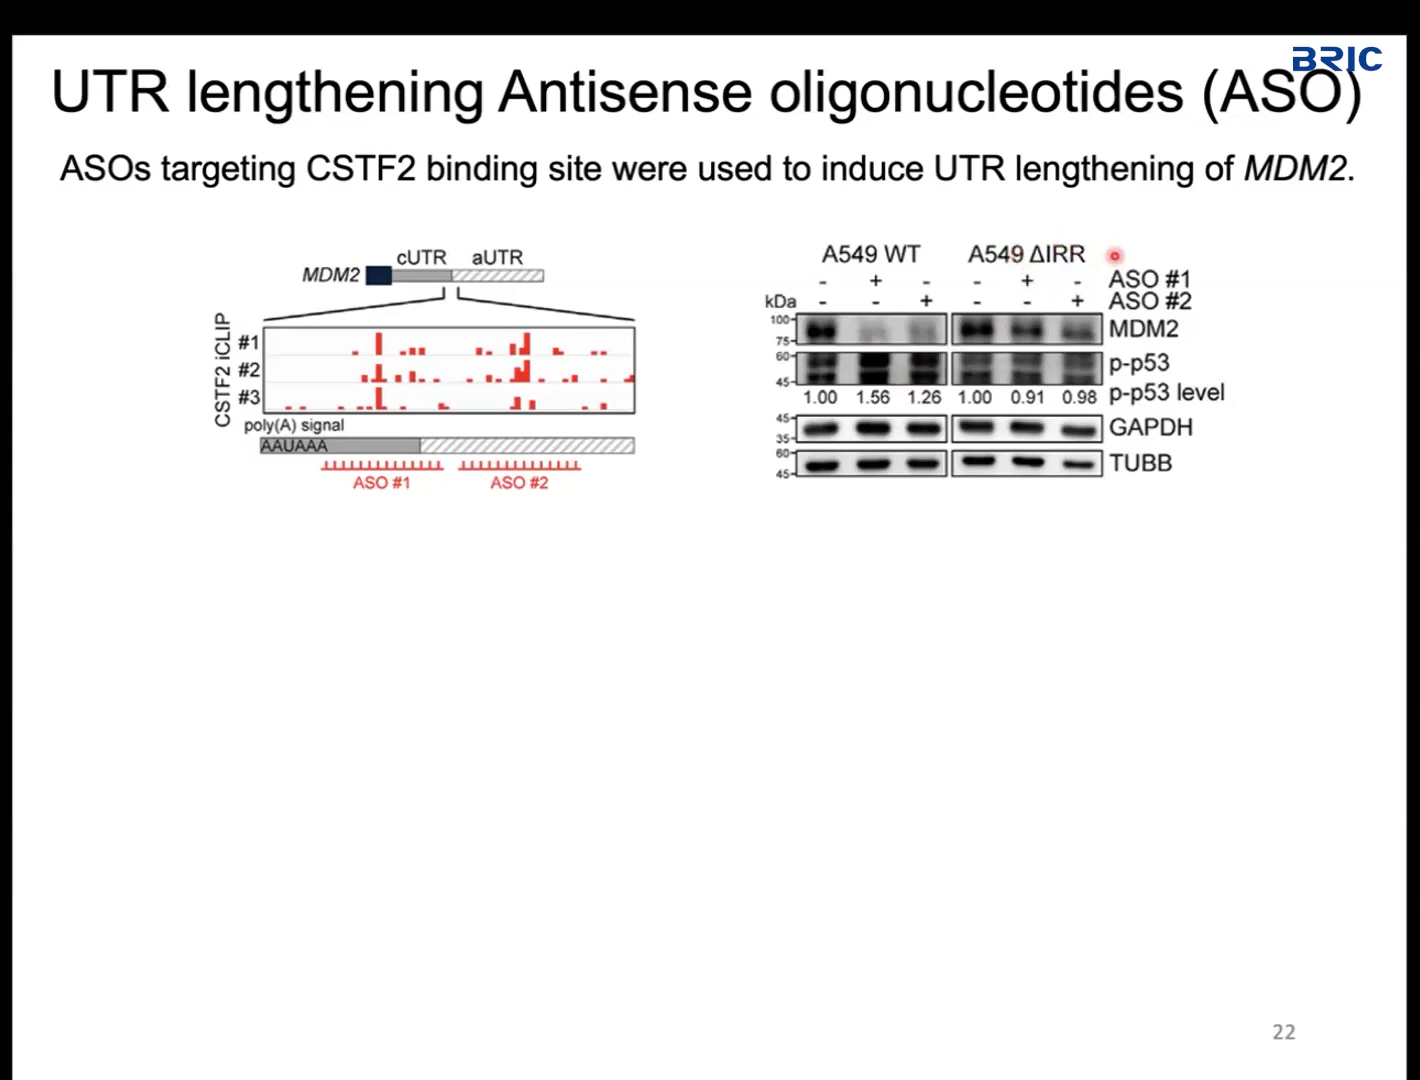 BRIC
UTR lengthening Antisense oligonucleotides (ASO)
ASOs targeting CSTF2 binding site were used to induce UTR lengthening of MDM2.
cUTR aUTR
MDM2
CSTF2 iCLIP
#1
#2
#3
poly(A) signal
AAUAAA
ASO #1 ASO #2
A549 WT A549 ΔIRR
- + - - + - ASO #1
kDa - - + - - + ASO #2
100-
75-
MDM2
60-
45-
p-p53
1.00 1.56 1.26 1.00 0.91 0.98 p-p53 level
45-
35-
GAPDH
60-
45-
TUBB
22